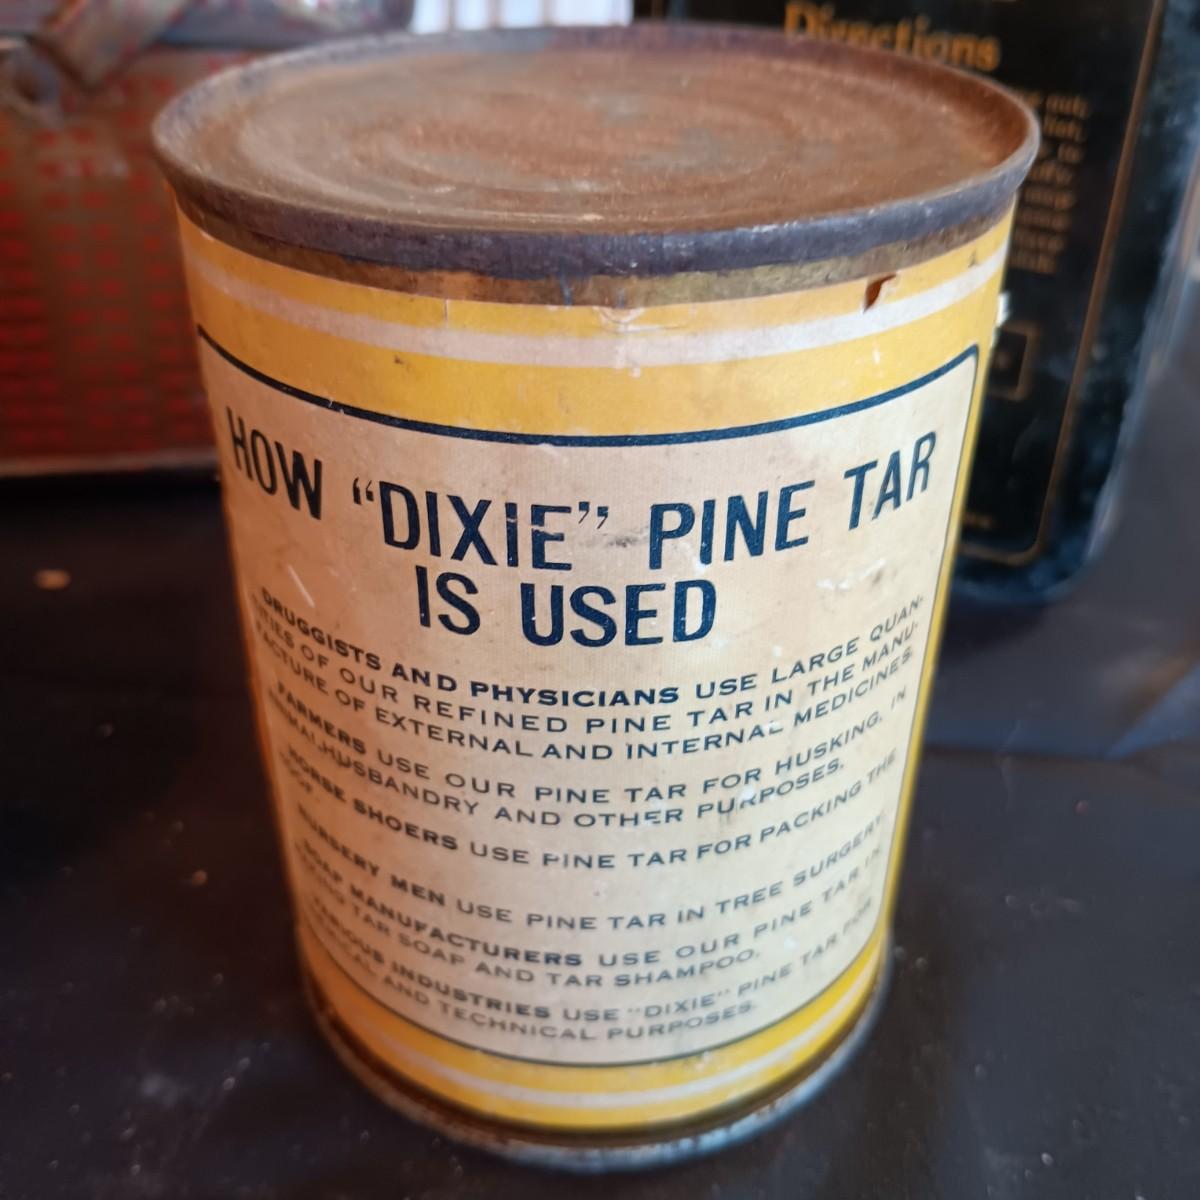 HOW "DIXIE" PINE TAR
IS USED
DRUGGISTS AND PHYSICIANS USE LARGE QUAN-
TITIES OF OUR REFINED PINE TAR IN THE MANU-
FACTURE OF EXTERNAL AND INTERNAL MEDICINES.
FARMERS USE OUR PINE TAR FOR HUSKING, IN
ANIMAL HUSBANDRY AND OTHER PURPOSES.
HORSE SHOERS USE PINE TAR FOR PACKING THE
NURSERY MEN USE PINE TAR IN TREE SURGERY.
SOAP MANUFACTURERS USE OUR PINE TAR IN
TAR SOAP AND TAR SHAMPOO.
VARIOUS INDUSTRIES USE "DIXIE" PINE TAR FOR
AND TECHNICAL PURPOSES.
Directions